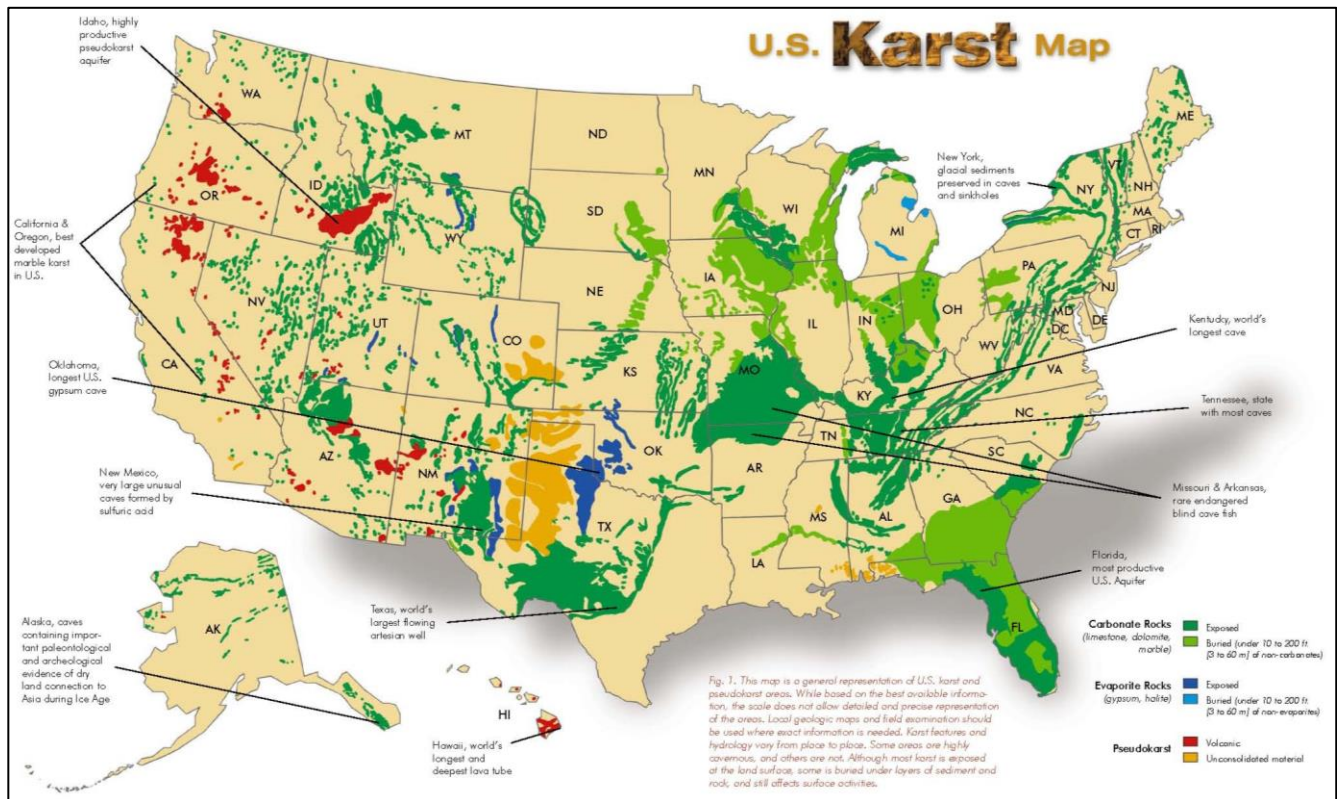 U.S. Karst Map
Idaho, highly
productive
pseudokarst
aquifer
California &
Oregon, best
developed
marble karst
in U.S.
Oklahoma,
longest U.S.
gypsum cave
New Mexico,
very large unusual
caves formed by
sulfuric acid
Alaska, caves
containing impor-
tant paleontological
and archeological
evidence of dry
land connection to
Asia during Ice Age
Texas, world's
largest flowing
artesian well
Hawaii, world's
longest and
deepest lava tube
New York,
glacial sediments
preserved in caves
and sinkholes
Kentucky, world's
longest cave
Tennessee, state
with most caves
Missouri & Arkansas,
rare endangered
blind cave fish
Florida,
most productive
U.S. Aquifer
WA
OR
ID
MT
ND
MN
WI
MI
NY
VT
ME
NH
MA
CT
RI
WY
SD
IA
NE
NV
UT
CO
CA
KS
MO
IL
IN
OH
PA
NJ
MD
DE
DC
WV
VA
KY
TN
NC
SC
GA
AL
MS
AR
LA
OK
TX
NM
AZ
FL
AK
HI
Fig. 1. This map is a general representation of U.S. karst and
pseudokarst areas. While based on the best available informa-
tion, the scale does not allow detailed and precise representation
of the areas. Local geologic maps and field examination should
be used where exact information is needed. Karst features and
hydrology vary from place to place. Some areas are highly
cavernous, and others are not. Although most karst is exposed
at the land surface, some is buried under layers of sediment and
rock, and still affects surface activities.
Carbonate Rocks
(limestone, dolomite,
marble)
Exposed
Buried (under 10 to 200 ft.
[3 to 60 m] of non-carbonates)
Evaporite Rocks
(gypsum, halite)
Exposed
Buried (under 10 to 200 ft.
[3 to 60 m] of non-evaporites)
Pseudokarst
Volcanic
Unconsolidated material